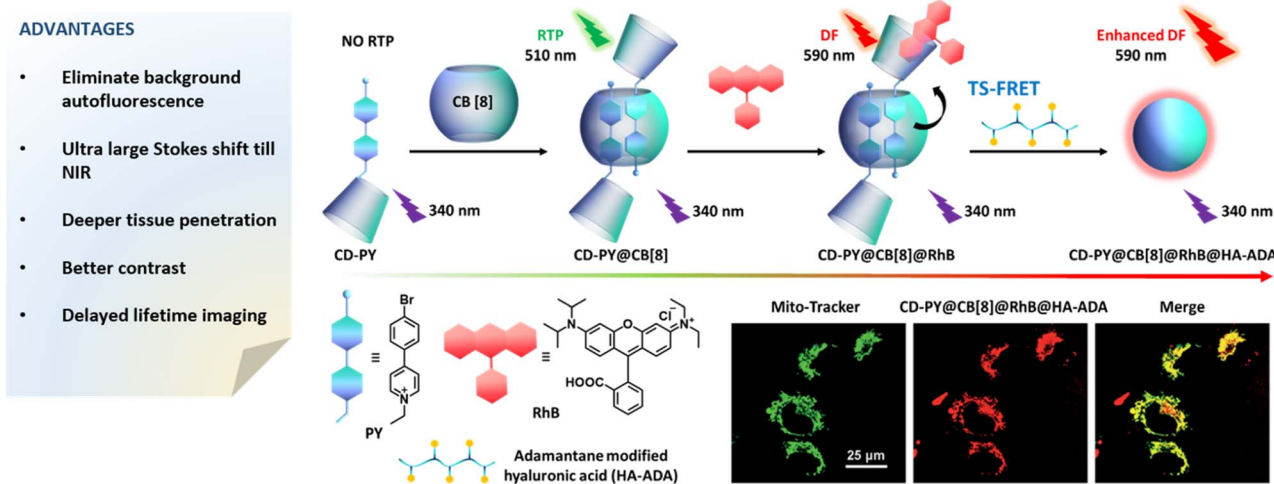 ADVANTAGES
• Eliminate background
autofluorescence
• Ultra large Stokes shift till
NIR
• Deeper tissue penetration
• Better contrast
• Delayed lifetime imaging
NO RTP
CB [8]
RTP
510 nm
DF
590 nm
TS-FRET
Enhanced DF
590 nm
340 nm
340 nm
340 nm
340 nm
CD-PY
CD-PY@CB[8]
CD-PY@CB[8]@RhB
CD-PY@CB[8]@RhB@HA-ADA
Br
N+
PY
≡
≡
RhB
N
O
Cl-
N+
HOOC
Adamantane modified
hyaluronic acid (HA-ADA)
Mito-Tracker
CD-PY@CB[8]@RhB@HA-ADA
Merge
25 μm